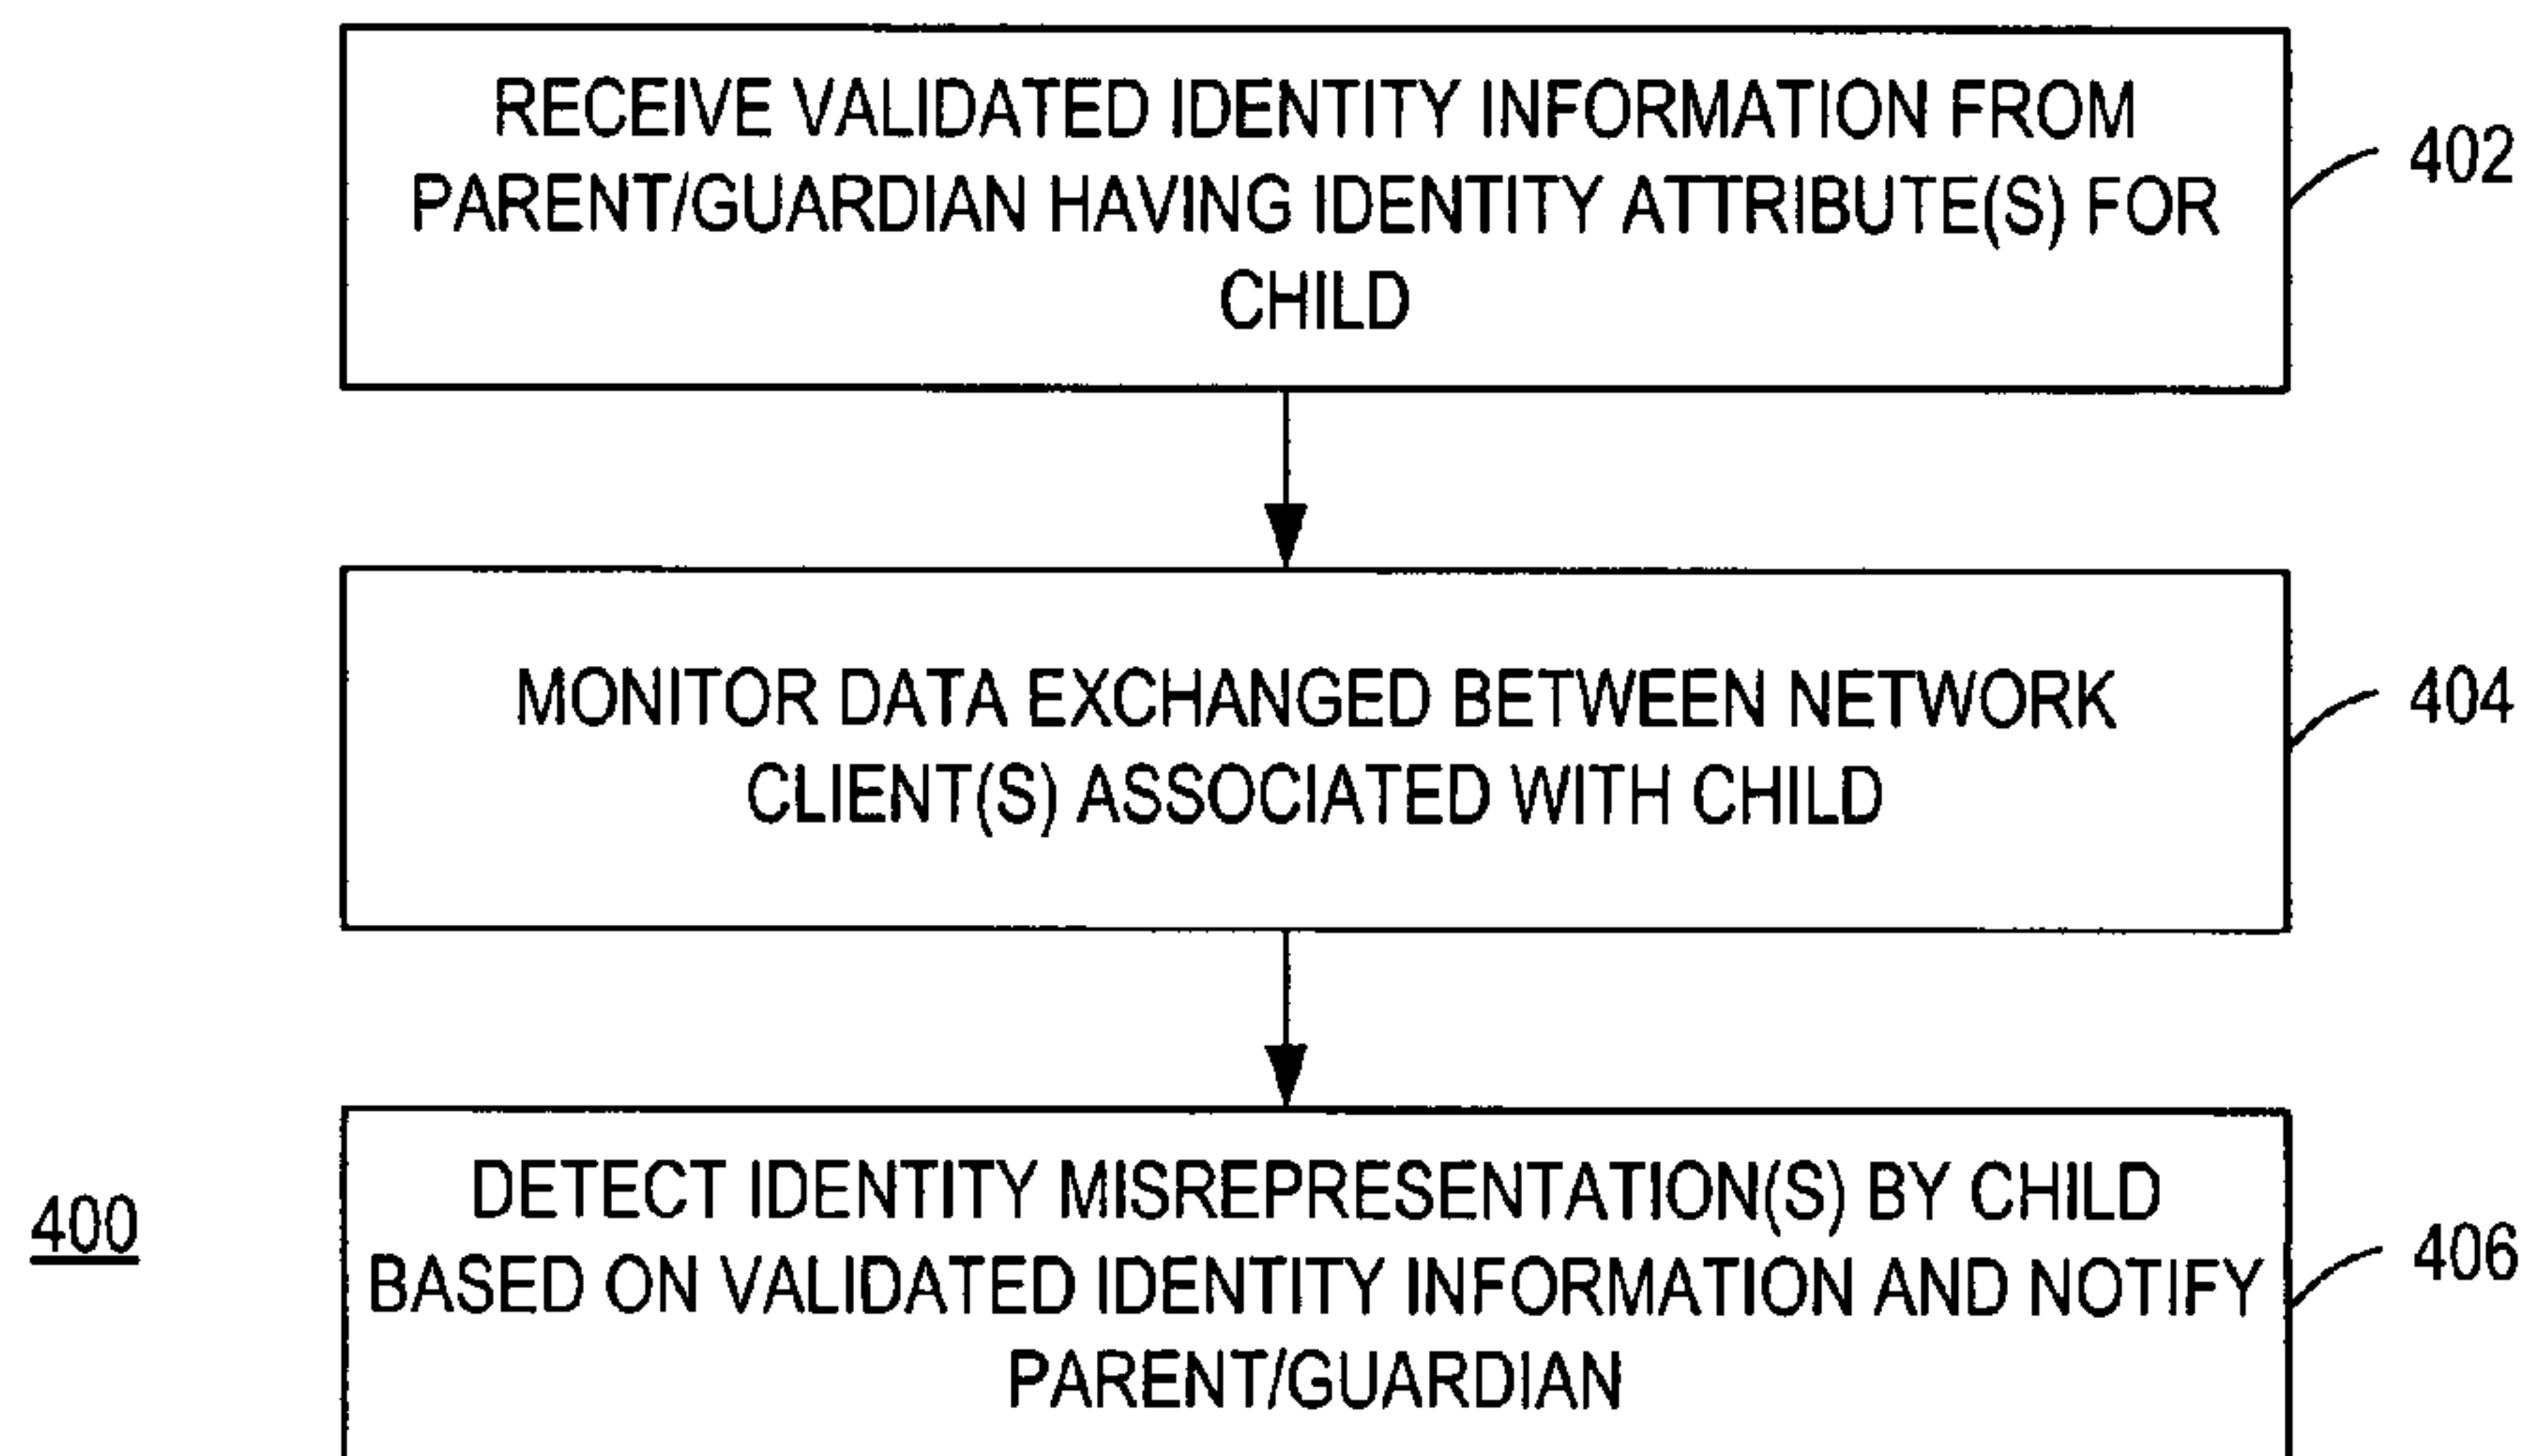 RECEIVE VALIDATED IDENTITY INFORMATION FROM
PARENT/GUARDIAN HAVING IDENTITY ATTRIBUTE(S) FOR
CHILD
402
MONITOR DATA EXCHANGED BETWEEN NETWORK
CLIENT(S) ASSOCIATED WITH CHILD
404
DETECT IDENTITY MISREPRESENTATION(S) BY CHILD
BASED ON VALIDATED IDENTITY INFORMATION AND NOTIFY
PARENT/GUARDIAN
406
400